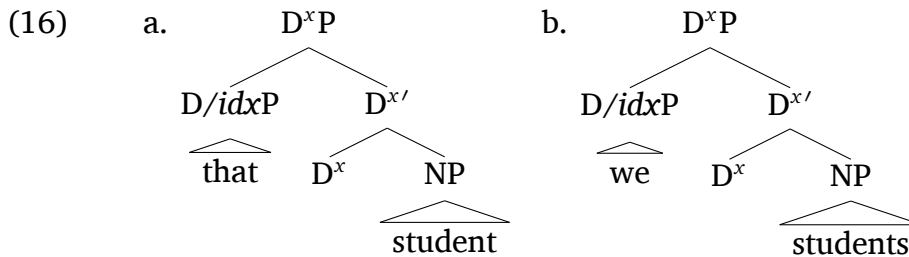 (16) a. DˣP b. DˣP
D/idxP Dˣ′ D/idxP Dˣ′
that Dˣ NP we Dˣ NP
student students